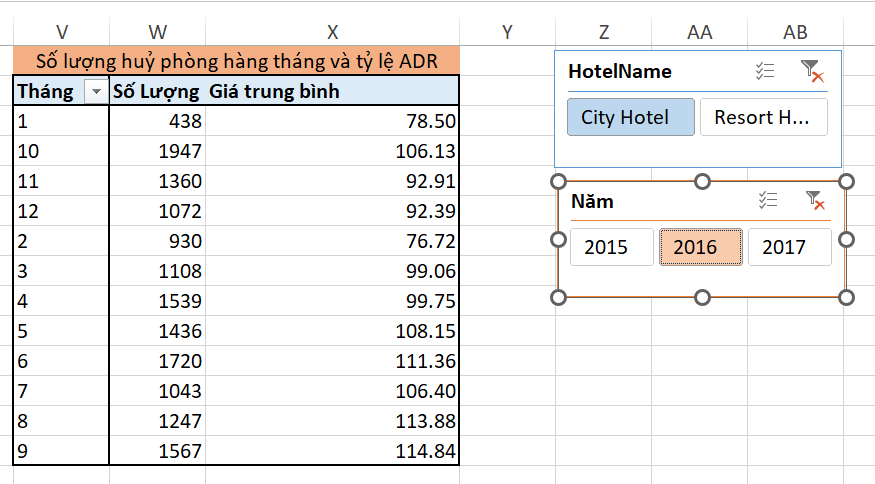 V W X Y Z AA AB
Số lượng huỷ phòng hàng tháng và tỷ lệ ADR
Tháng Số Lượng Giá trung bình
1 438 78.50
10 1947 106.13
11 1360 92.91
12 1072 92.39
2 930 76.72
3 1108 99.06
4 1539 99.75
5 1436 108.15
6 1720 111.36
7 1043 106.40
8 1247 113.88
9 1567 114.84
HotelName
City Hotel Resort H...
Năm
2015 2016 2017